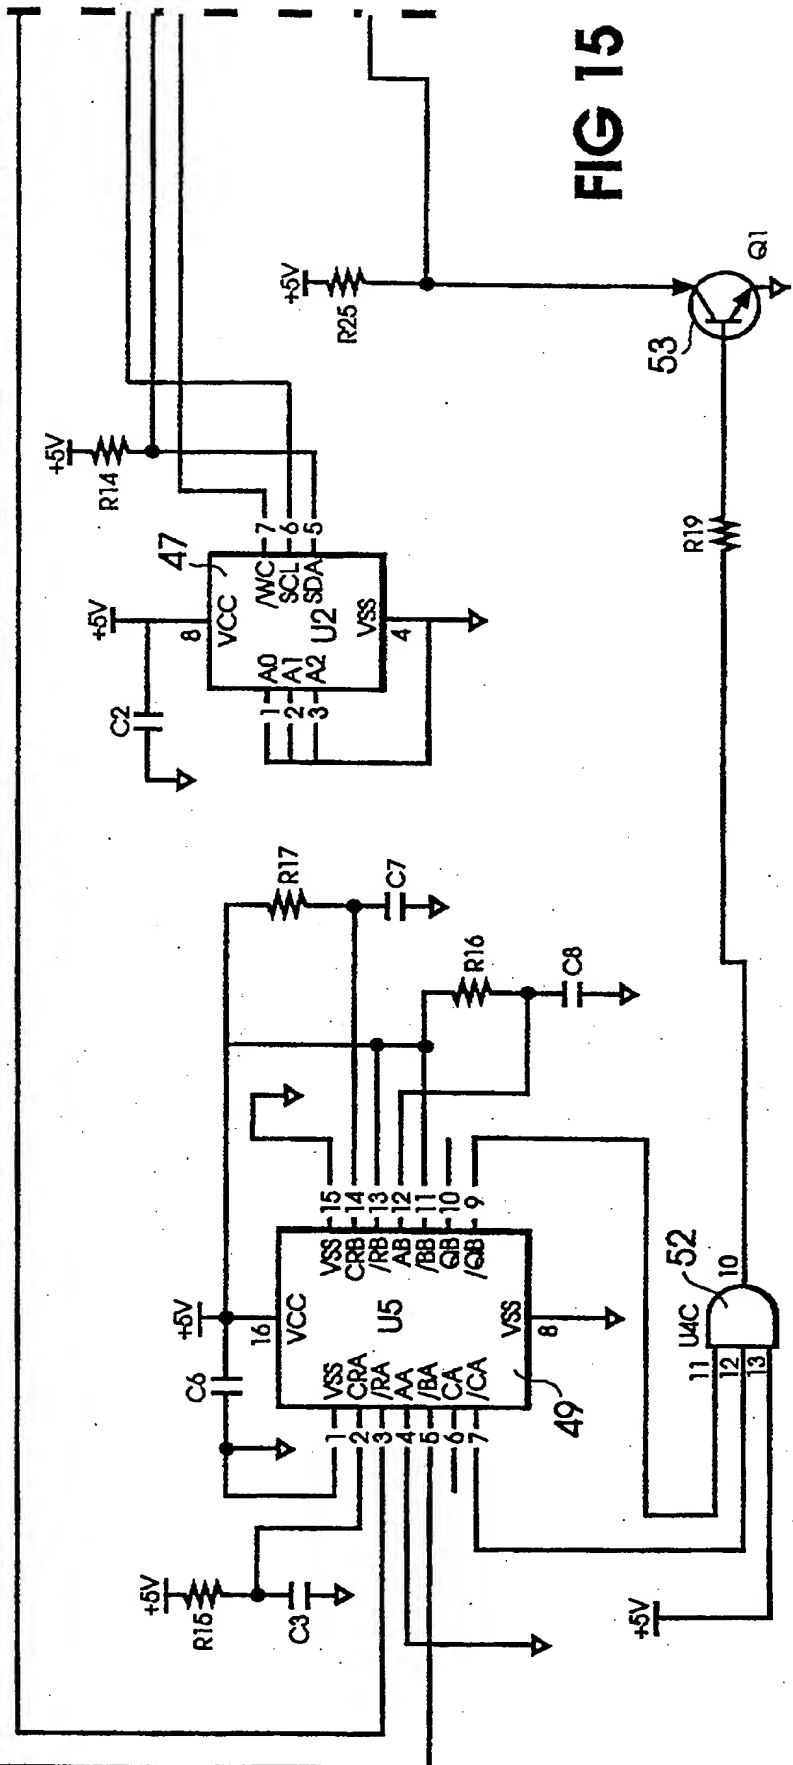 FIG 15
+5V
R15
C3
C6
+5V
16
VCC
U5
VSS
8
49
1
2
3
4
5
6
7
VSS
CRA
/RA
AA
/BA
CA
/CA
VSS
CRB
/RB
AB
/BB
QB
/QB
15
14
13
12
11
10
9
R17
C7
R16
C8
C2
+5V
8
VCC
U2
VSS
4
47
1
2
3
A0
A1
A2
/WC
SCL
SDA
7
6
5
+5V
R14
+5V
R25
+5V
U4C
11
12
13
10
52
R19
53
Q1